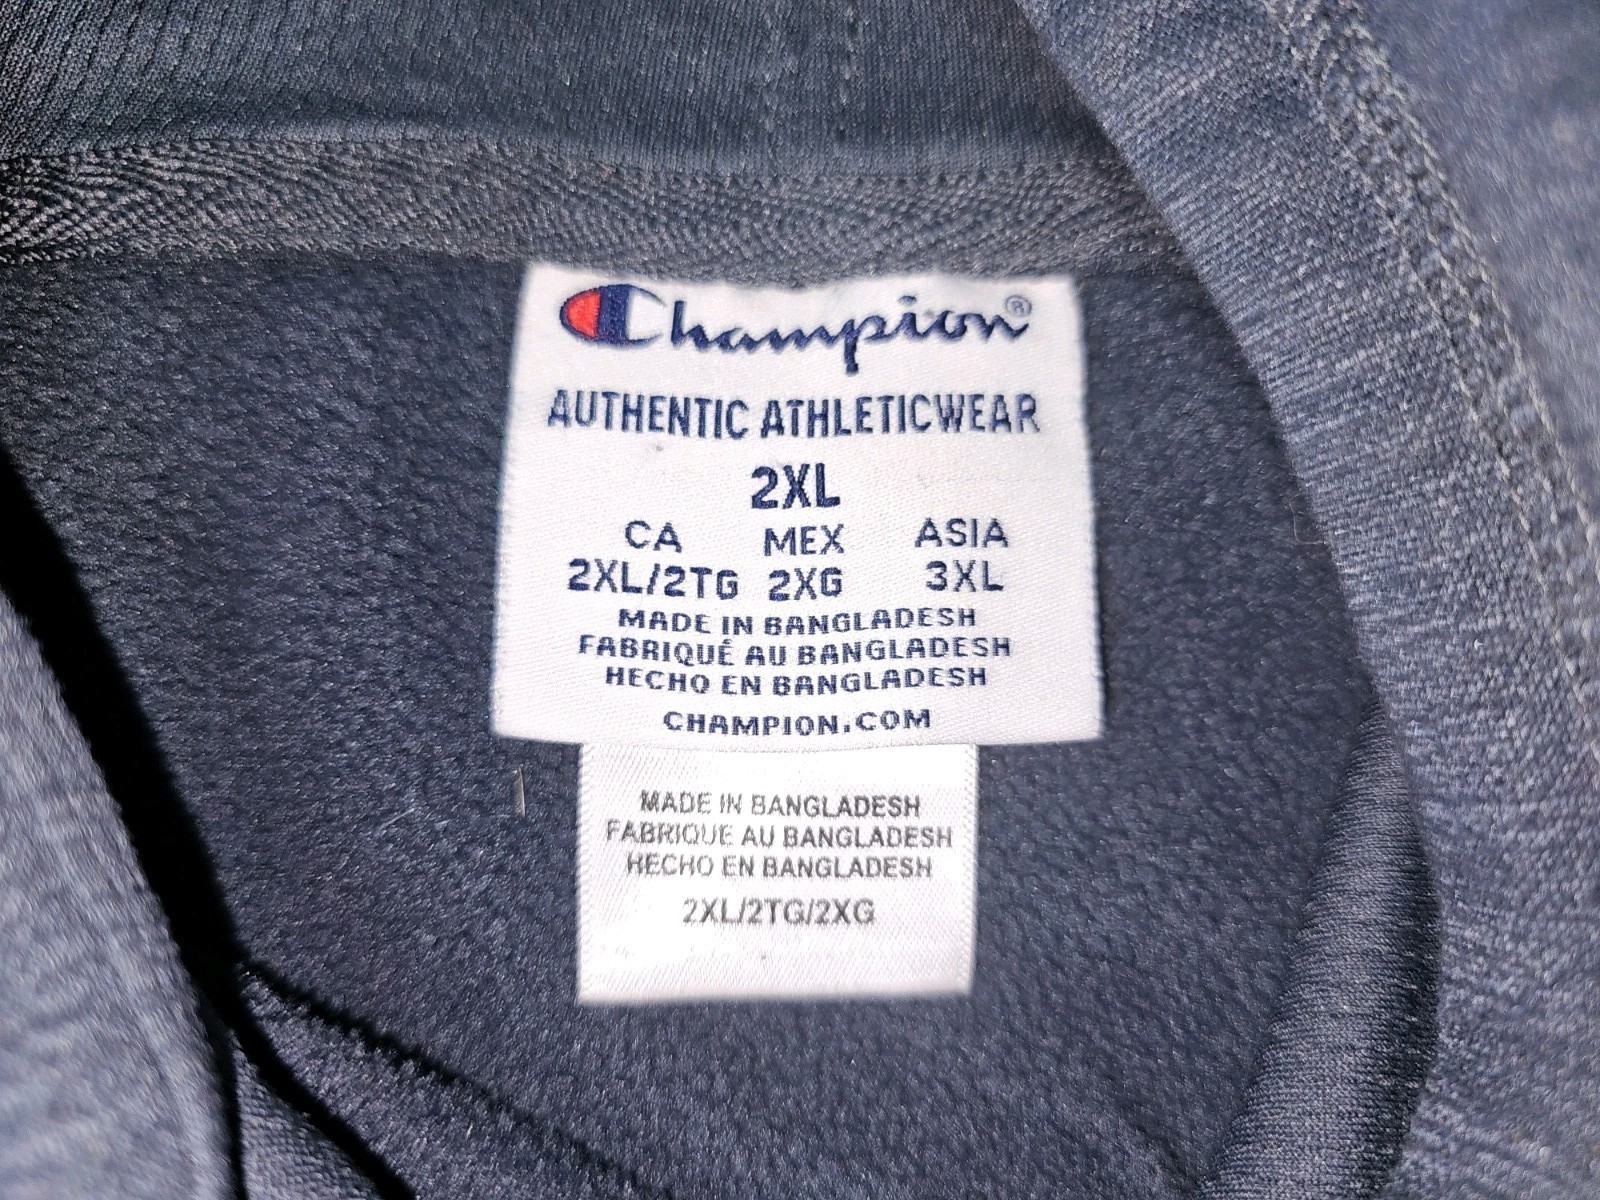 Champion®
AUTHENTIC ATHLETICWEAR
2XL
CA MEX ASIA
2XL/2TG 2XG 3XL
MADE IN BANGLADESH
FABRIQUÉ AU BANGLADESH
HECHO EN BANGLADESH
CHAMPION.COM
MADE IN BANGLADESH
FABRIQUE AU BANGLADESH
HECHO EN BANGLADESH
2XL/2TG/2XG